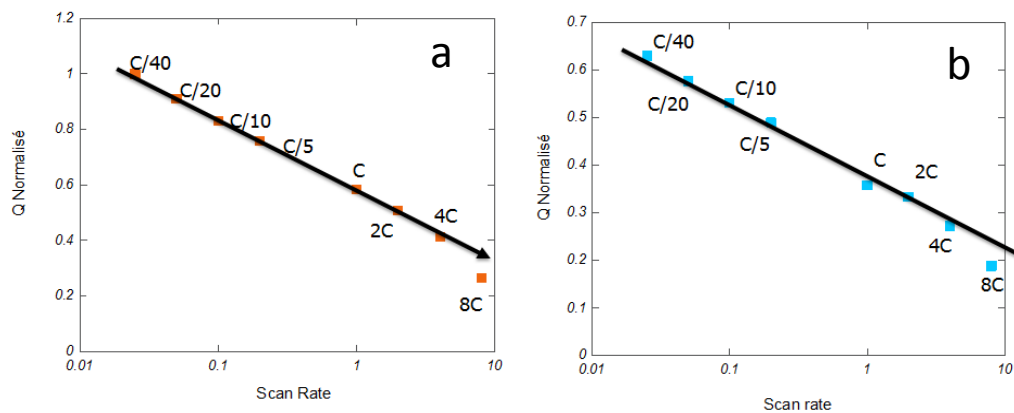 a
Q Normalisé
1.2
1
0.8
0.6
0.4
0.2
0
C/40
C/20
C/10
C/5
C
2C
4C
8C
0.01
0.1
1
10
Scan Rate
b
Q Normalisé
0.7
0.6
0.5
0.4
0.3
0.2
0.1
0
C/40
C/20
C/10
C/5
C
2C
4C
8C
0.01
0.1
1
10
Scan rate